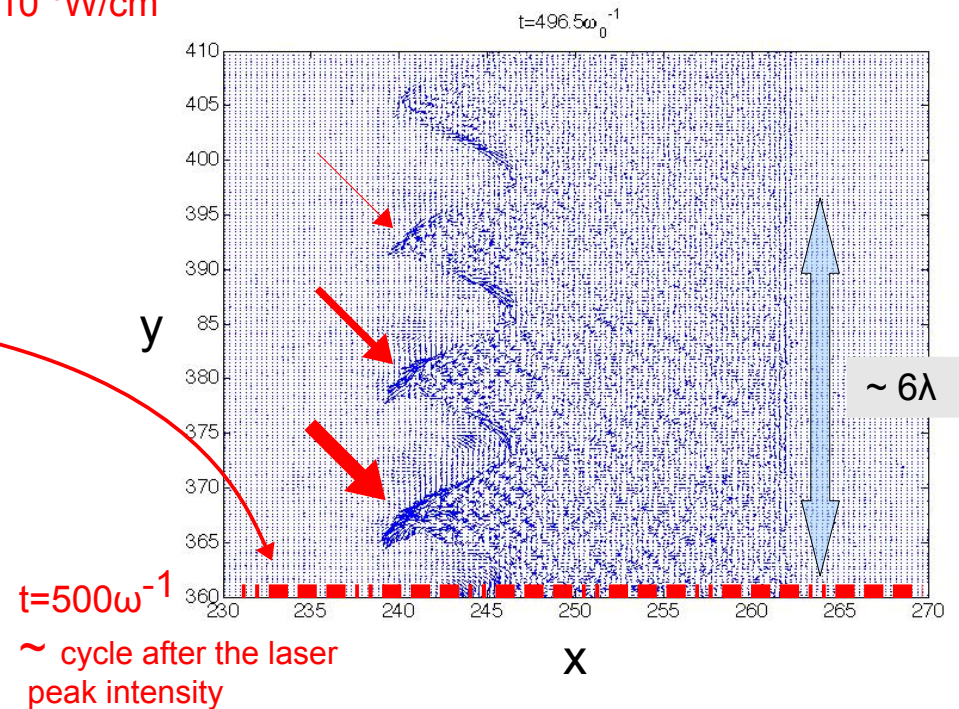 W/cm
t=496.5ω₀⁻¹
410
405
400
395
390
85
380
375
370
365
360
y
~ 6λ
230 235 240 245 250 255 260 265 270
x
t=500ω⁻¹
~ cycle after the laser
peak intensity